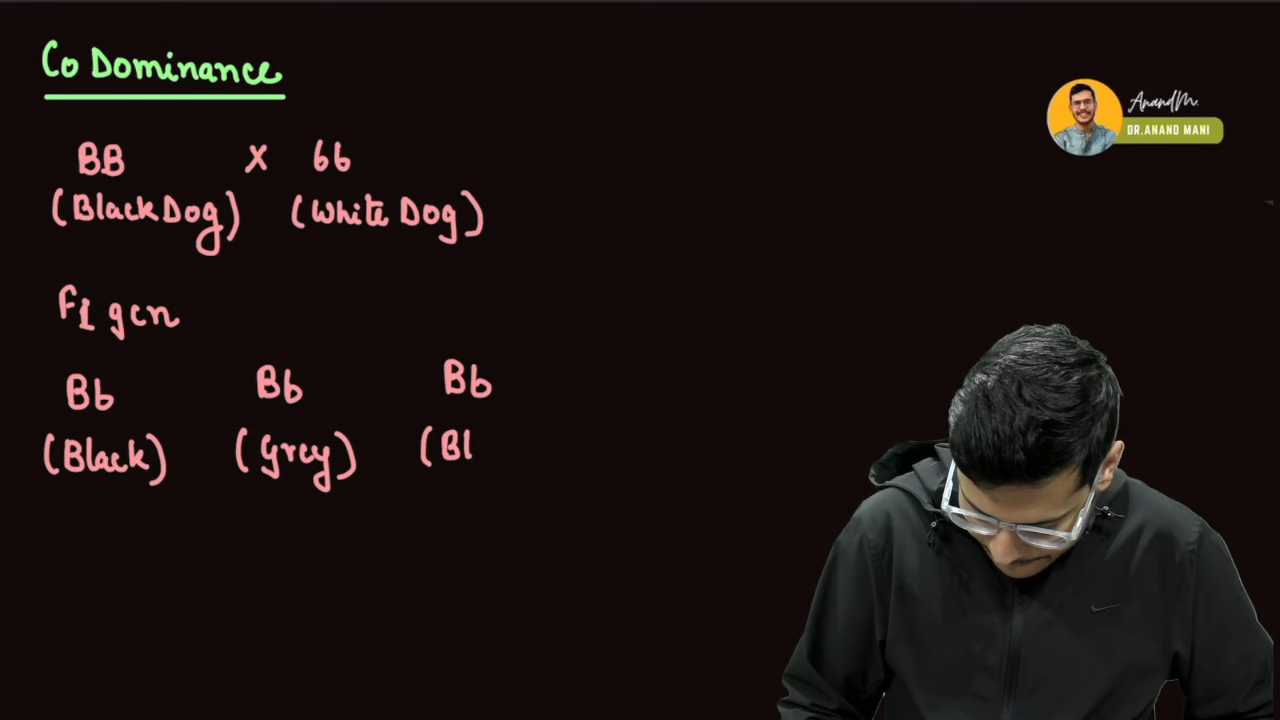 Co Dominance
AnandM.
DR.ANAND MANI
BB X bb
(Black Dog) (White Dog)
F1 gen
Bb Bb Bb
(Black) (Grey) (Bl